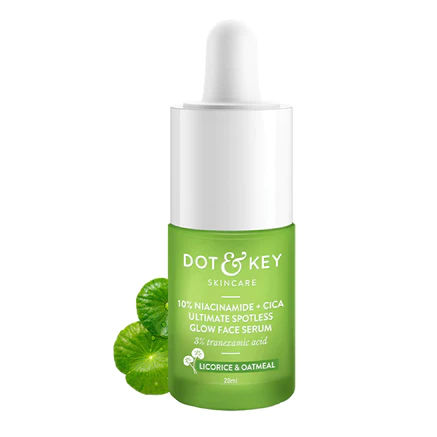 DOT & KEY
SKINCARE
10% NIACINAMIDE + CICA
ULTIMATE SPOTLESS
GLOW FACE SERUM
3% tranexamic acid
LICORICE & OATMEAL
20ml